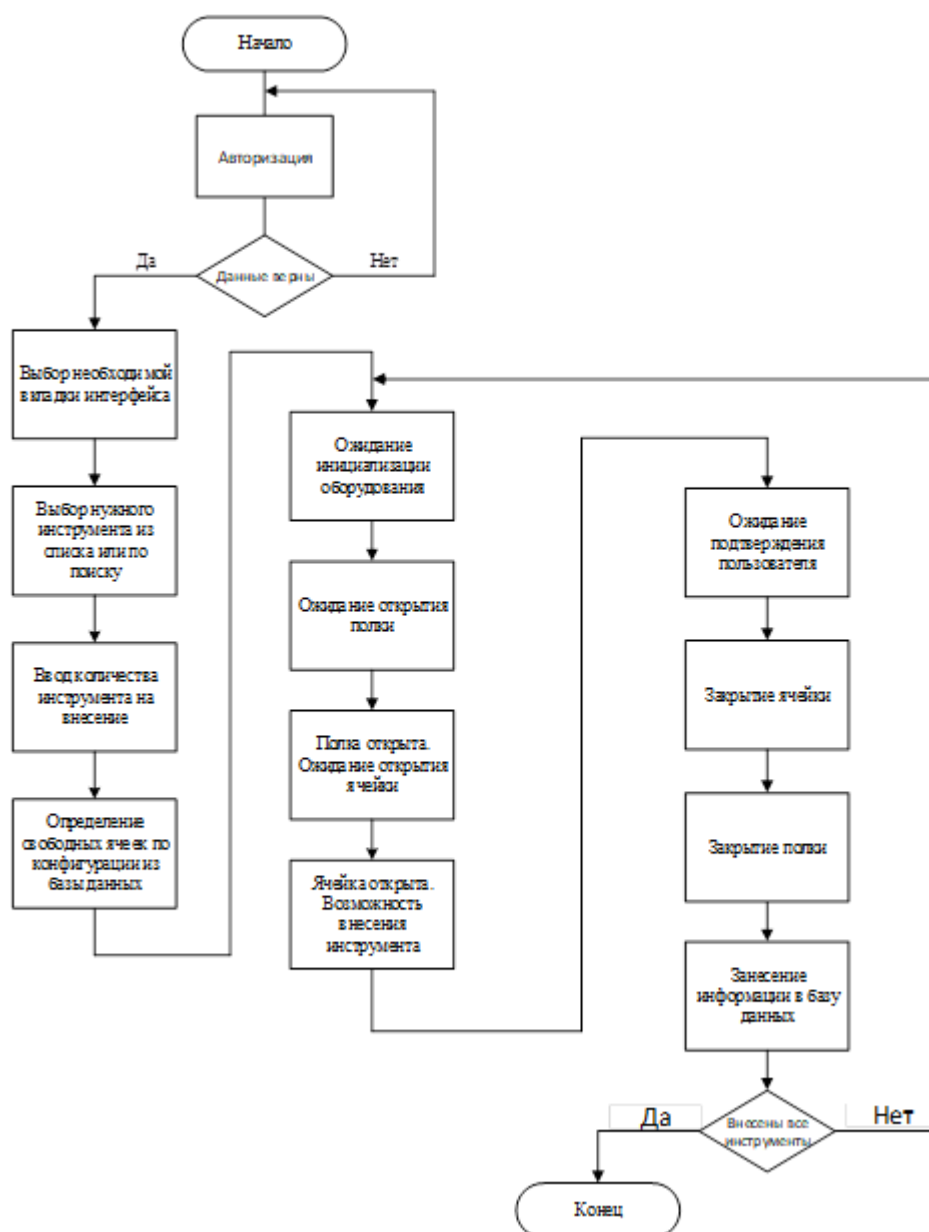 Начало
Авторизация
Да
Данные верны
Нет
Выбор необходимой
вкладки интерфейса
Выбор нужного
инструмента из
списка или по
поиску
Ввод количества
инструмента на
внесение
Определение
свободных ячеек по
конфигурации из
базы данных
Ожидание
инициализации
оборудования
Ожидание открытия
полки
Полка открыта.
Ожидание открытия
ячейки
Ячейка открыта.
Возможность
внесения
инструмента
Ожидание
подтверждения
пользователя
Закрытие ячейки
Закрытие полки
Занесение
информации в базу
данных
Да
Внесены все
инструменты
Нет
Конец